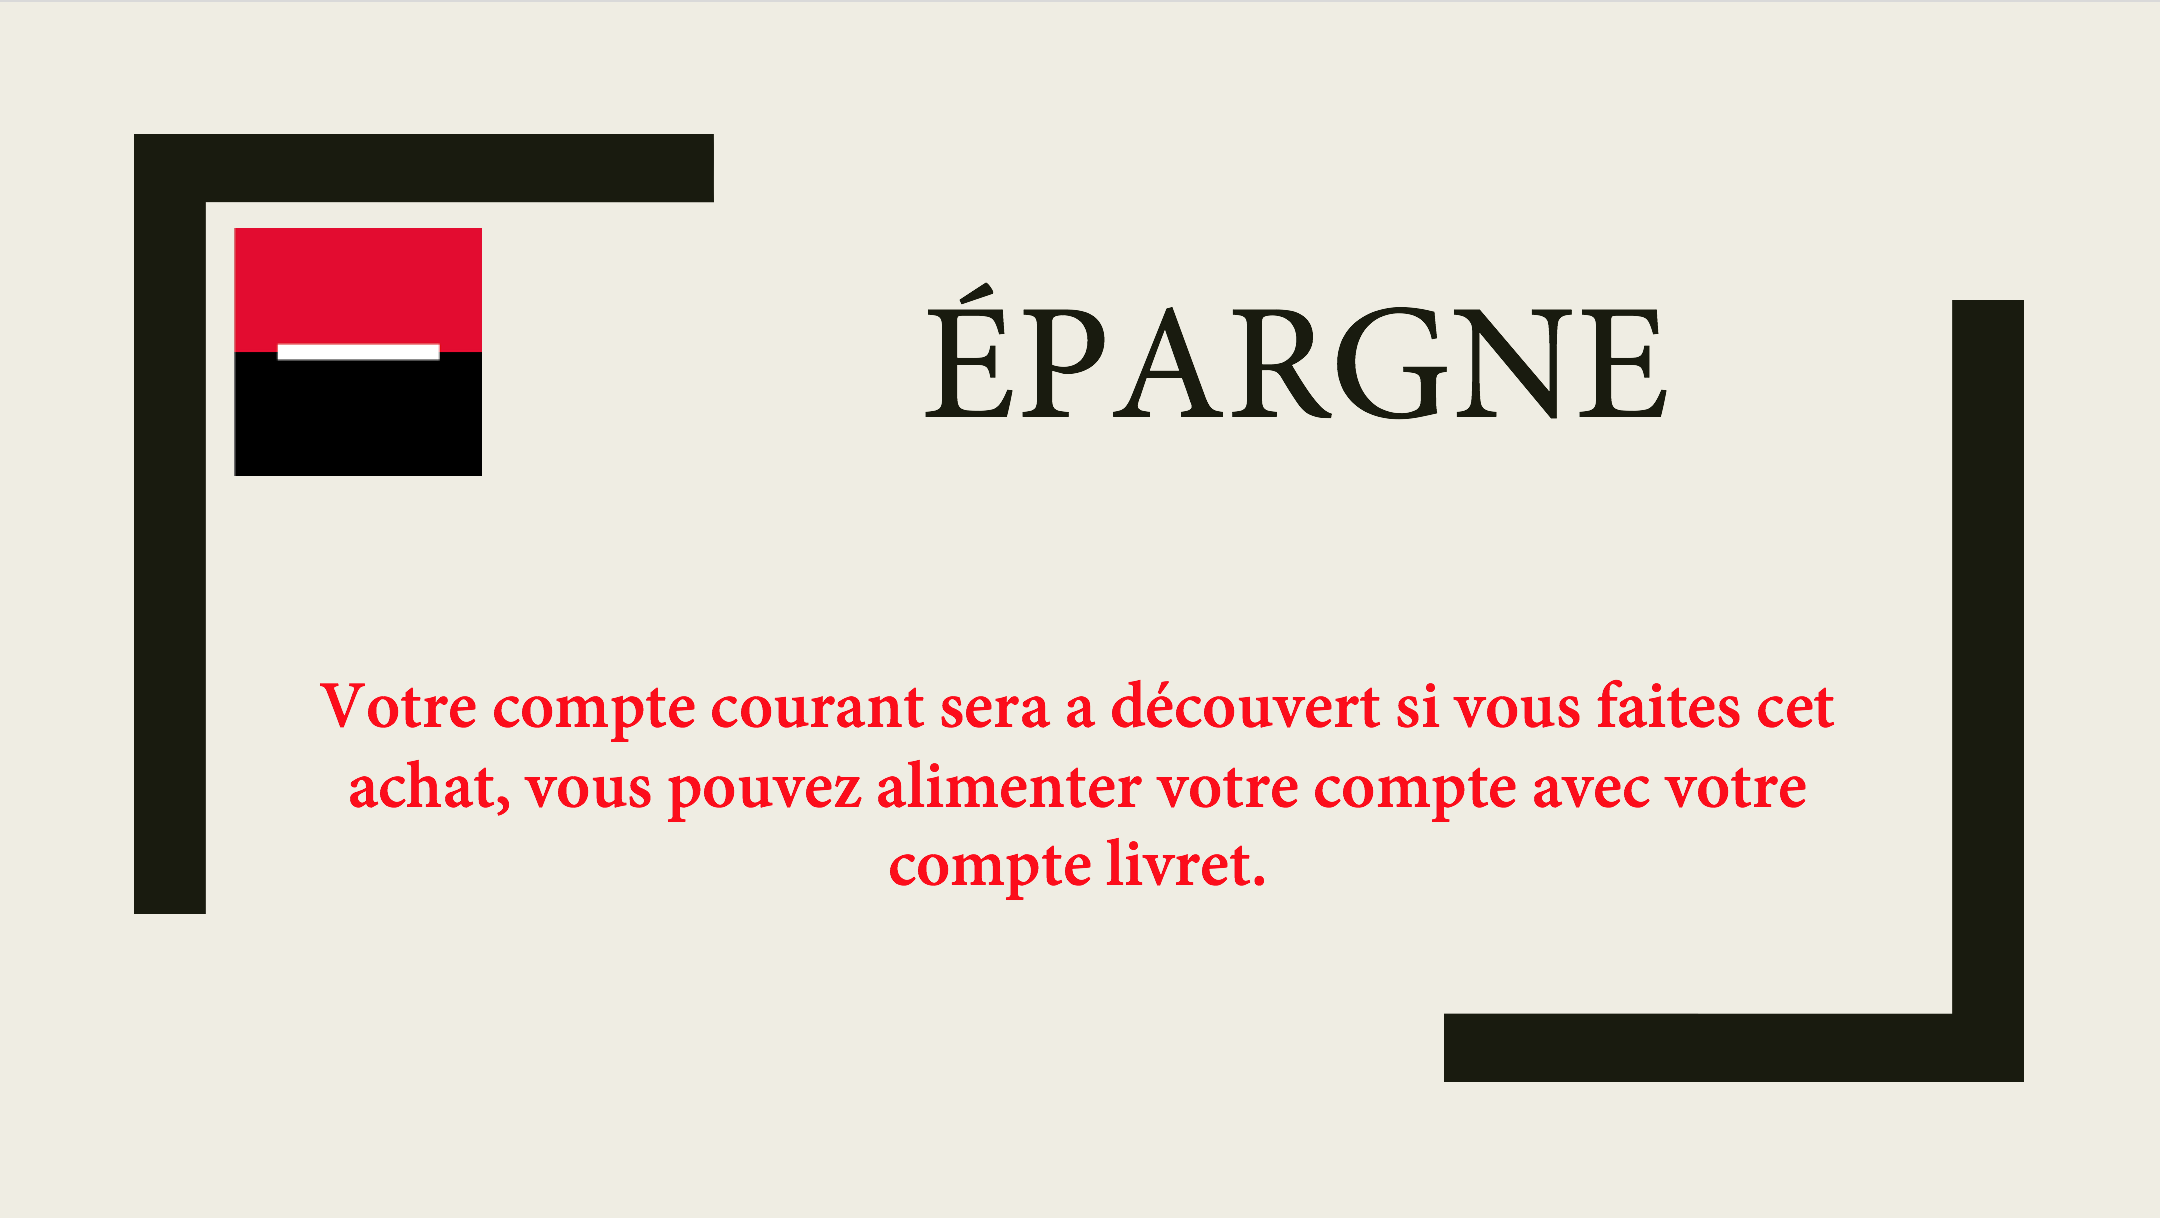 ÉPARGNE
Votre compte courant sera a découvert si vous faites cet
achat, vous pouvez alimenter votre compte avec votre
compte livret.